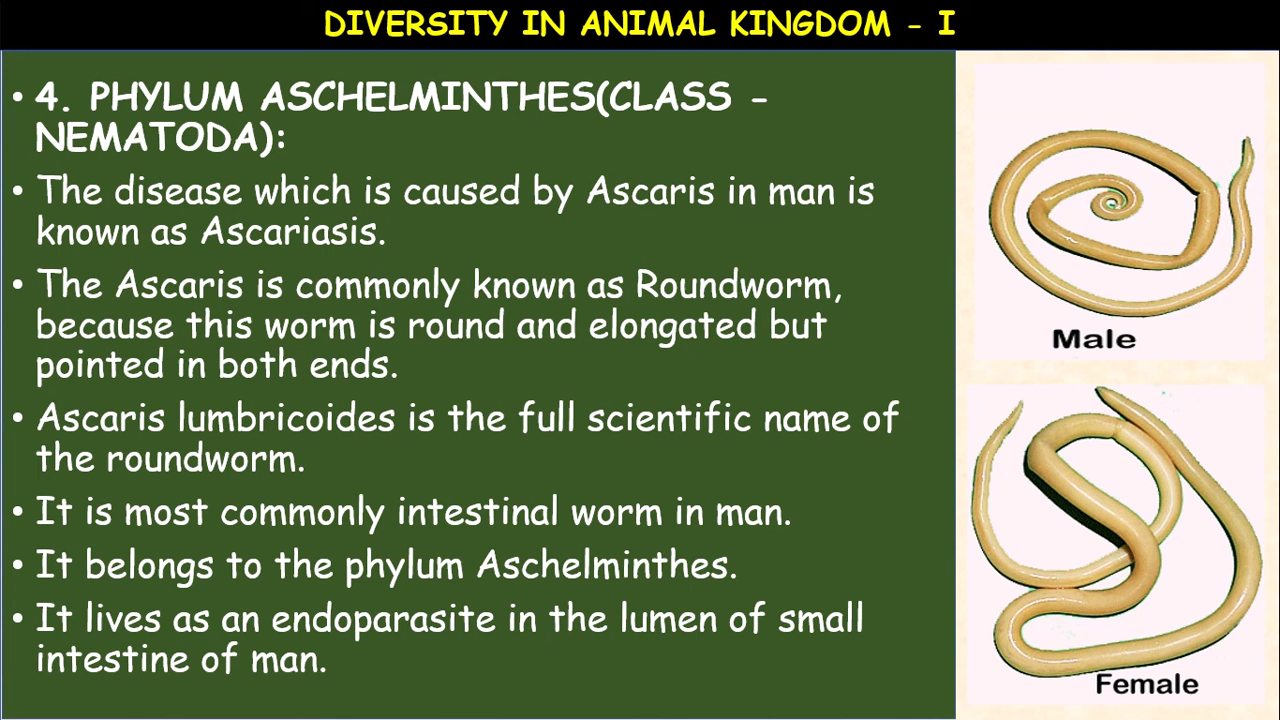 DIVERSITY IN ANIMAL KINGDOM - I
• 4. PHYLUM ASCHELMINTHES(CLASS -
NEMATODA):
• The disease which is caused by Ascaris in man is
known as Ascariasis.
• The Ascaris is commonly known as Roundworm,
because this worm is round and elongated but
pointed in both ends.
• Ascaris lumbricoides is the full scientific name of
the roundworm.
• It is most commonly intestinal worm in man.
• It belongs to the phylum Aschelminthes.
• It lives as an endoparasite in the lumen of small
intestine of man.
Male
Female